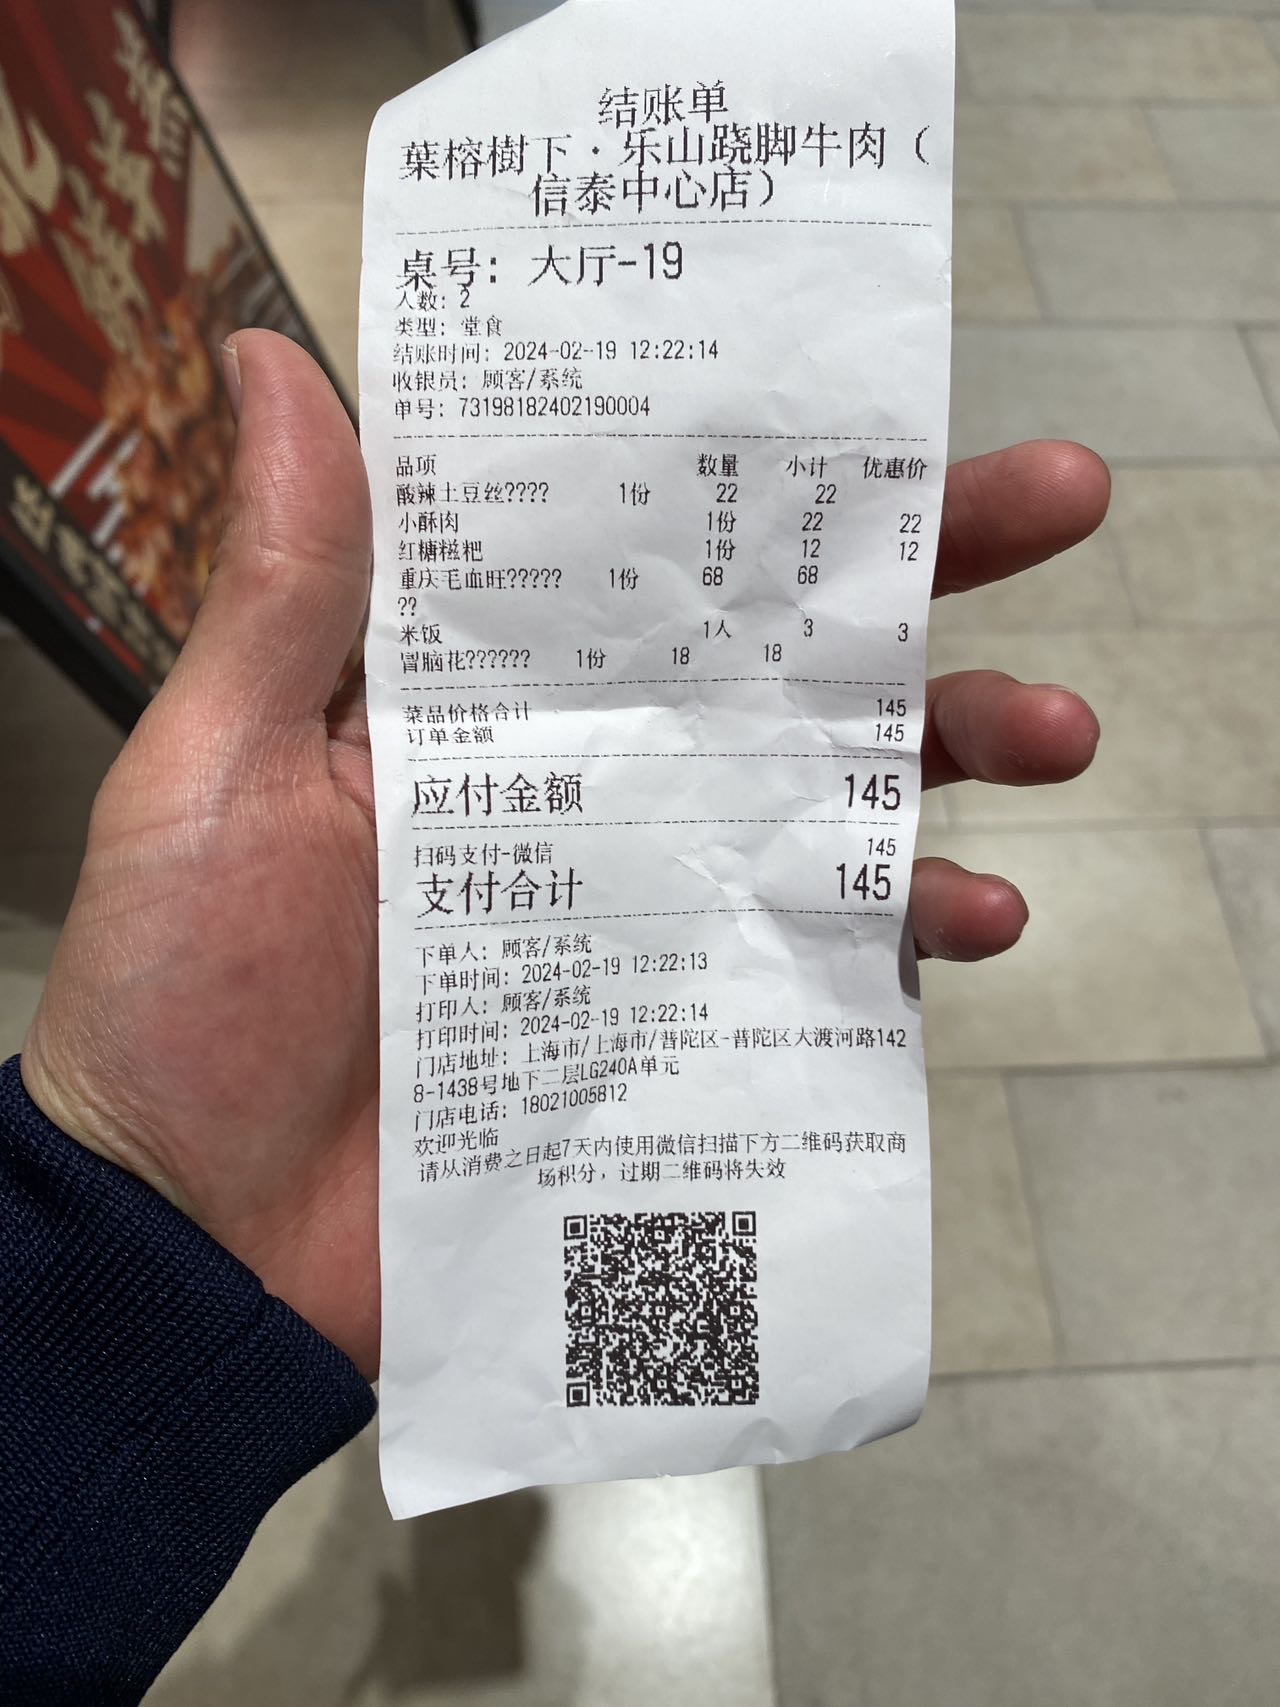 结账单
葉榕樹下·乐山跷脚牛肉（
信泰中心店）
桌号: 大厅-19
人数: 2
类型: 堂食
结账时间: 2024-02-19 12:22:14
收银员: 顾客/系统
单号: 73198182402190004
品项 数量 小计 优惠价
酸辣土豆丝???? 1份 22 22
小酥肉 1份 22 22
红糖糍粑 1份 12 12
重庆毛血旺????? 1份 68 68
??
米饭 1人 3 3
冒脑花?????? 1份 18 18
菜品价格合计 145
订单金额 145
应付金额 145
扫码支付-微信 145
支付合计 145
下单人: 顾客/系统
下单时间: 2024-02-19 12:22:13
打印人: 顾客/系统
打印时间: 2024-02-19 12:22:14
门店地址: 上海市/上海市/普陀区-普陀区大渡河路142
8-1438号地下二层LG240A单元
门店电话: 18021005812
欢迎光临
请从消费之日起7天内使用微信扫描下方二维码获取商
场积分，过期二维码将失效